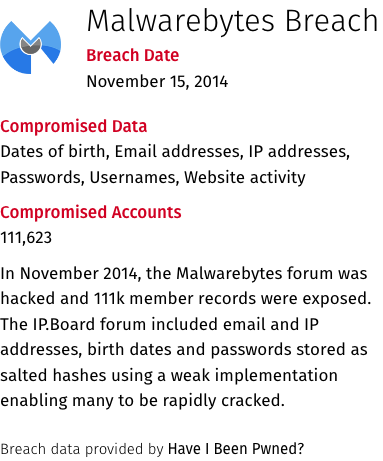 Malwarebytes Breach
Breach Date
November 15, 2014
Compromised Data
Dates of birth, Email addresses, IP addresses,
Passwords, Usernames, Website activity
Compromised Accounts
111,623
In November 2014, the Malwarebytes forum was
hacked and 111k member records were exposed.
The IP.Board forum included email and IP
addresses, birth dates and passwords stored as
salted hashes using a weak implementation
enabling many to be rapidly cracked.
Breach data provided by Have I Been Pwned?